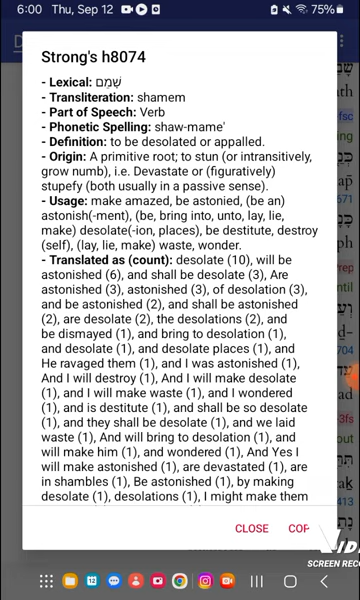 6:00 Thu, Sep 12 75%
Strong's h8074
- Lexical: שָׁמֵם
- Transliteration: shamem
- Part of Speech: Verb
- Phonetic Spelling: shaw-mame'
- Definition: to be desolated or appalled.
- Origin: A primitive root; to stun (or intransitively,
grow numb), i.e. Devastate or (figuratively)
stupefy (both usually in a passive sense).
- Usage: make amazed, be astonied, (be an)
astonish(-ment), (be, bring into, unto, lay, lie,
make) desolate(-ion, places), be destitute, destroy
(self), (lay, lie, make) waste, wonder.
- Translated as (count): desolate (10), will be
astonished (6), and shall be desolate (3), Are
astonished (3), astonished (3), of desolation (3),
and be astonished (2), and shall be astonished
(2), are desolate (2), the desolations (2), and
be dismayed (1), and bring to desolation (1),
and desolate (1), and desolate places (1), and
He ravaged them (1), and I was astonished (1),
And I will destroy (1), And I will make desolate
(1), and I will make waste (1), and I wondered
(1), and is destitute (1), and shall be so desolate
(1), and they shall be desolate (1), and we laid
waste (1), And will bring to desolation (1), and
will make him (1), and wondered (1), And Yes I
will make astonished (1), are devastated (1), are
in shambles (1), Be astonished (1), by making
desolate (1), desolations (1), I might make them
CLOSE COP
SCREEN REC